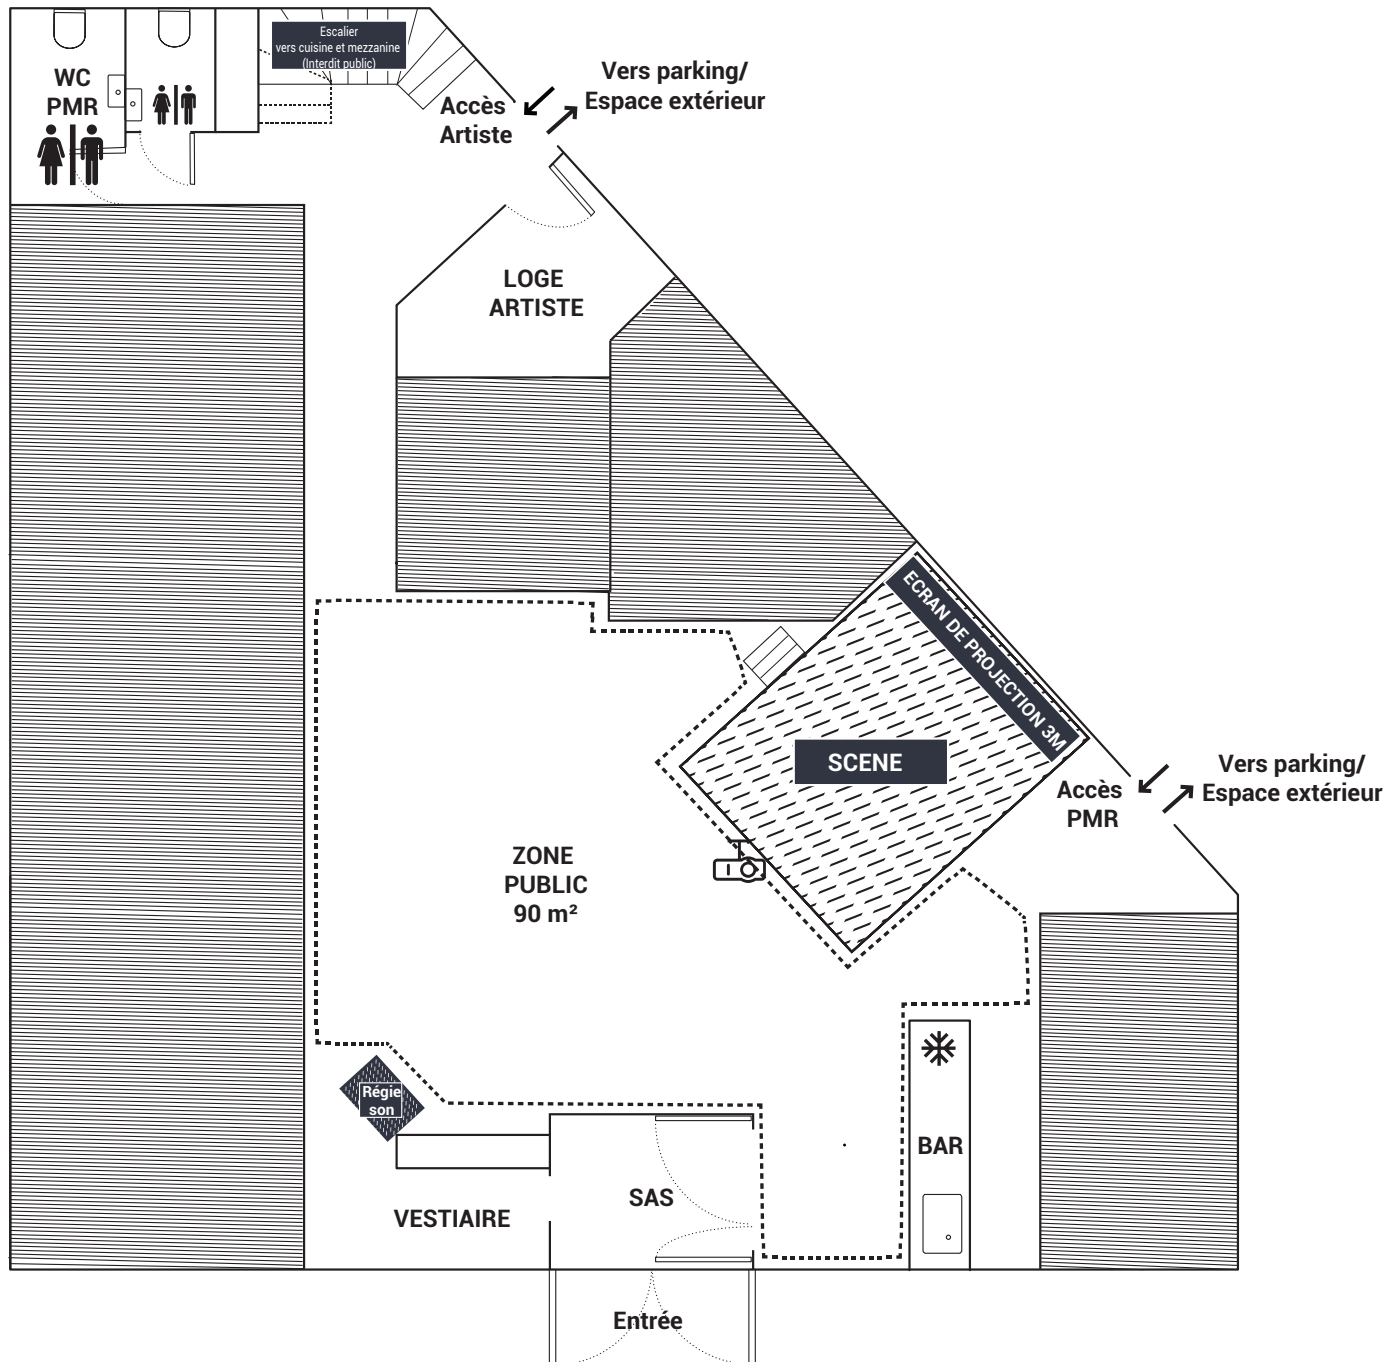 Escalier
vers cuisine et mezzanine
(Interdit public)
WC
PMR
Accès
Artiste
Vers parking/
Espace extérieur
LOGE
ARTISTE
ECRAN DE PROJECTION 3M
SCENE
Accès
PMR
Vers parking/
Espace extérieur
ZONE
PUBLIC
90 m²
Régie
son
BAR
SAS
VESTIAIRE
Entrée